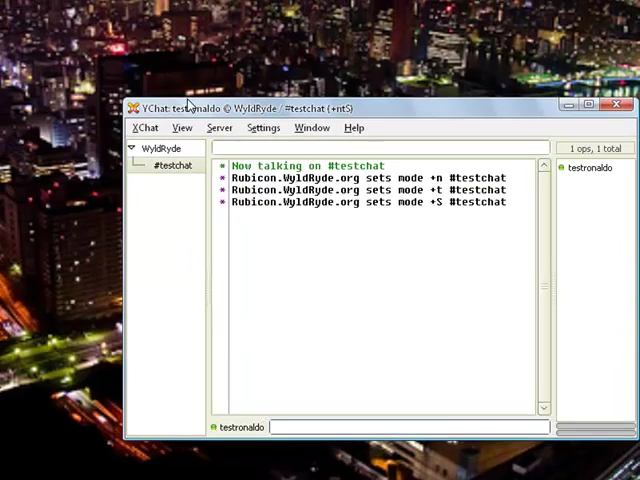 YChat: testronaldo @ WyldRyde / #testchat (+ntS)
XChat View Server Settings Window Help
WyldRyde
#testchat
1 ops, 1 total
testronaldo
* Now talking on #testchat
* Rubicon.WyldRyde.org sets mode +n #testchat
* Rubicon.WyldRyde.org sets mode +t #testchat
* Rubicon.WyldRyde.org sets mode +S #testchat
testronaldo